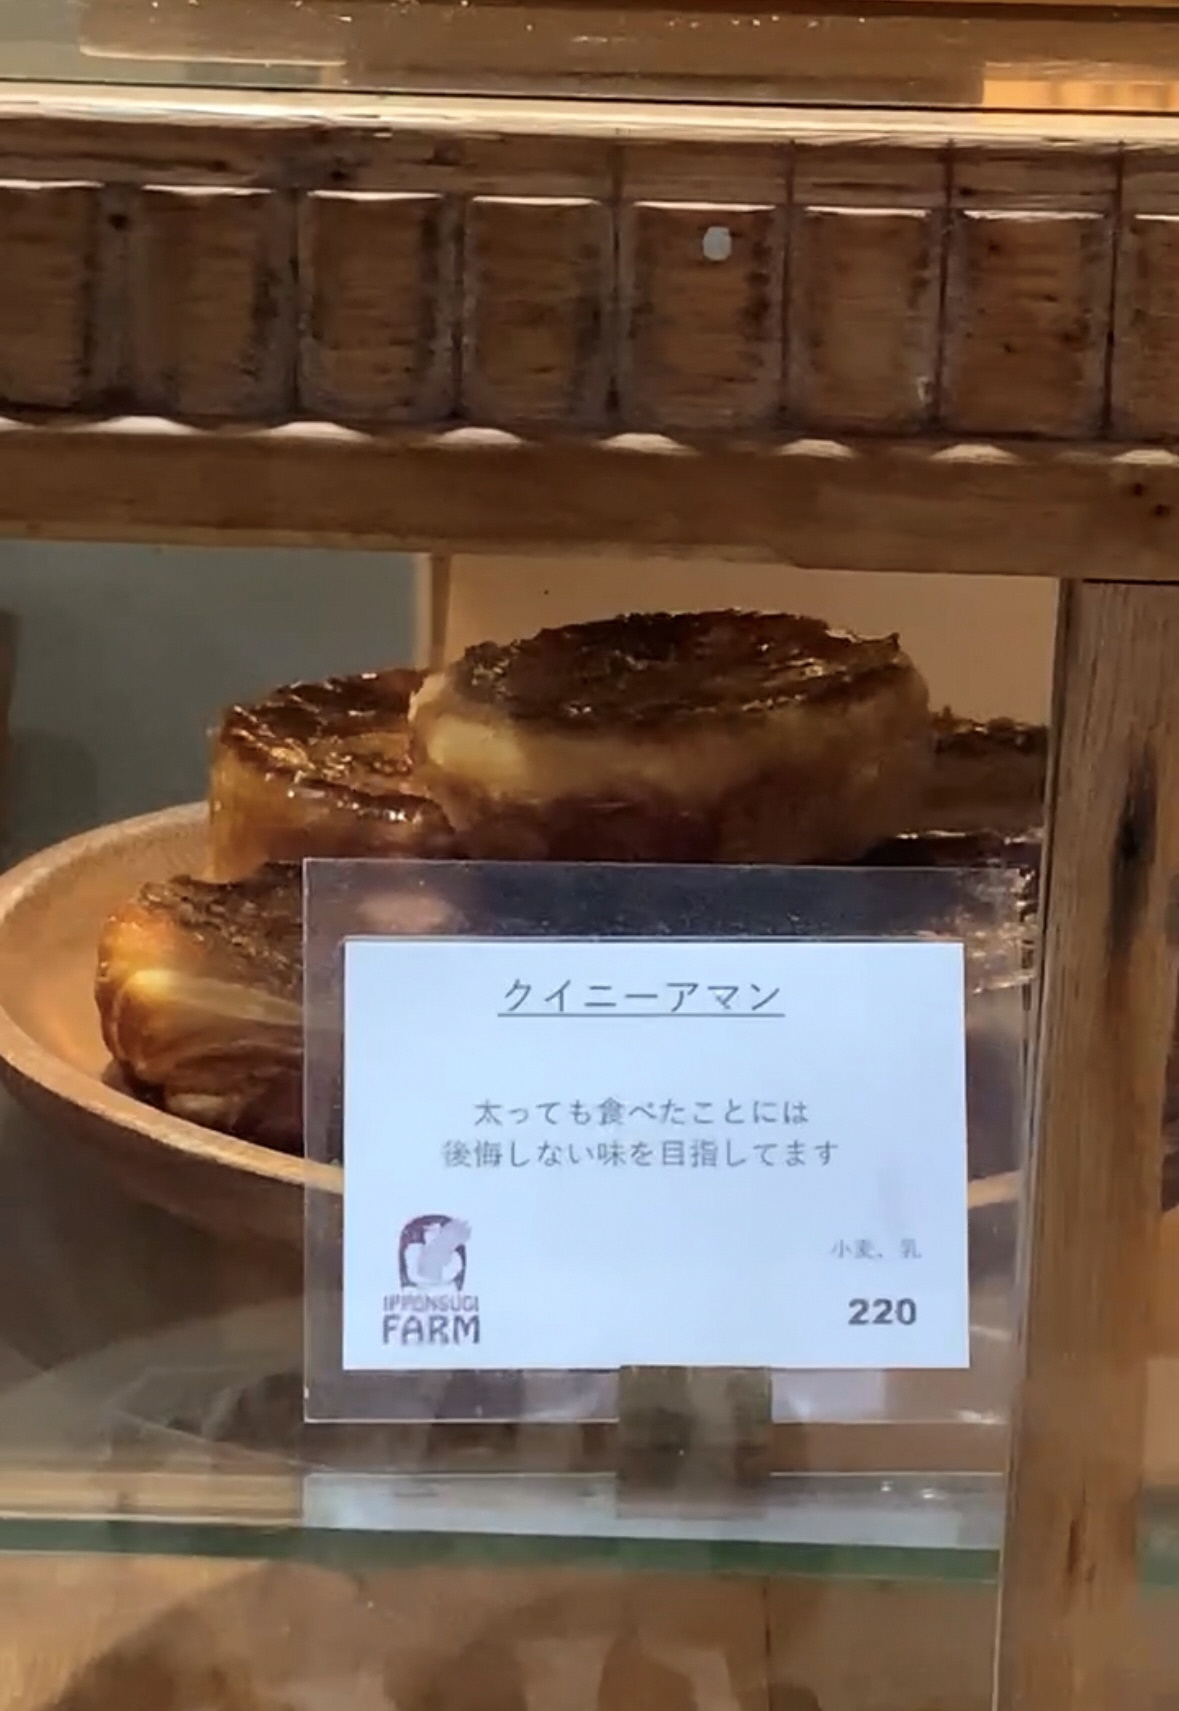 クイニーアマン
太っても食べたことには
後悔しない味を目指してます
小麦、乳
220
IPPONSUGI
FARM